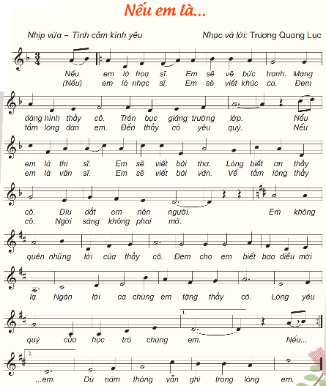 Nếu em là...
Nhịp vừa – Tình cảm kính yêu Nhạc và lời: Trương Quang Lục
Nếu em là hoạ sĩ. Em sẽ vẽ bức tranh. Mang
(Nếu) em là nhạc sĩ. Em sẽ viết khúc ca. Mang
dáng hình thầy cô. Trên bục giảng trường lớp. Nếu
tấm lòng đàn em. Đến thầy cô yêu quý. Nếu
em là thi sĩ. Em sẽ viết bài thơ. Lòng biết ơn thầy
em là văn sĩ. Em sẽ viết bài văn. Về tấm lòng thầy
cô. Dìu dắt em nên người. Em không
cô. Ngời sáng không phai mờ.
quên những lời của thầy cô. Đem cho em biết bao điều mới
lạ. Ngàn lời ca chúng em tặng thầy cô. Lòng yêu
1.
quý của học trò chúng em. Nếu...
2.
...em. Dù năm tháng vẫn ghi trong lòng em.